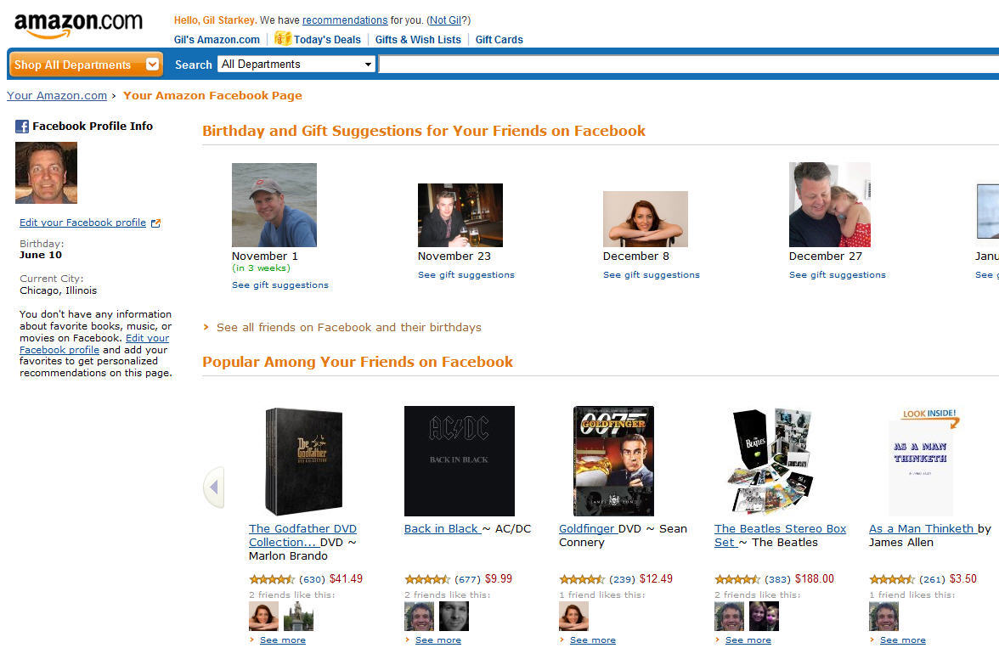 amazon.com
Hello, Gil Starkey. We have recommendations for you. (Not Gil?)
Gil's Amazon.com
Today's Deals
Gifts & Wish Lists
Gift Cards
Shop All Departments
Search
All Departments
Your Amazon.com › Your Amazon Facebook Page
Facebook Profile Info
Edit your Facebook profile
Birthday:
June 10
Current City:
Chicago, Illinois
You don't have any information
about favorite books, music, or
movies on Facebook. Edit your
Facebook profile and add your
favorites to get personalized
recommendations on this page.
Birthday and Gift Suggestions for Your Friends on Facebook
November 1
(in 3 weeks)
See gift suggestions
November 23
See gift suggestions
December 8
See gift suggestions
December 27
See gift suggestions
Janu
See g
› See all friends on Facebook and their birthdays
Popular Among Your Friends on Facebook
The
Godfather
DVD COLLECTION
The Godfather DVD
Collection... DVD ~
Marlon Brando
(630) $41.49
2 friends like this:
› See more
AC/DC
BACK IN BLACK
Back in Black ~ AC/DC
(677) $9.99
2 friends like this:
› See more
007
GOLDFINGER
JAMES BOND
Goldfinger DVD ~ Sean
Connery
(239) $12.49
1 friend likes this:
› See more
THE
BEATLES
The Beatles Stereo Box
Set ~ The Beatles
(383) $188.00
2 friends like this:
› See more
LOOK INSIDE!
AS A MAN
THINKETH
BY JAMES ALLEN
As a Man Thinketh by
James Allen
(261) $3.50
1 friend likes this:
› See more